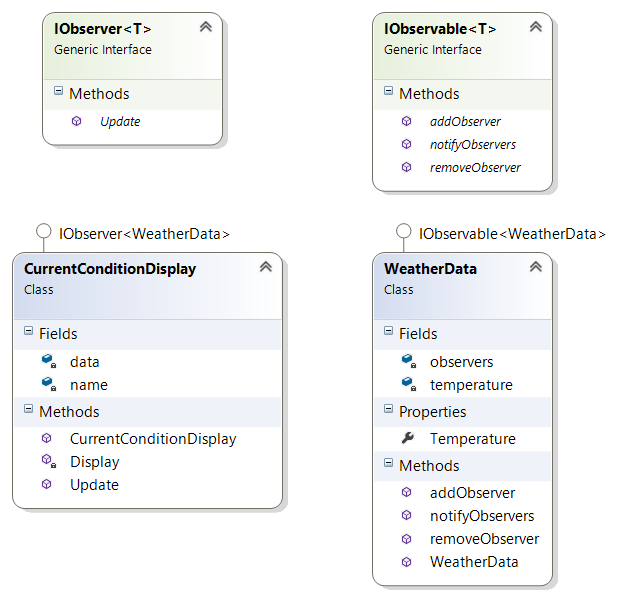 IObserver<T>
Generic Interface
Methods
Update
IObservable<T>
Generic Interface
Methods
addObserver
notifyObservers
removeObserver
IObserver<WeatherData>
CurrentConditionDisplay
Class
Fields
data
name
Methods
CurrentConditionDisplay
Display
Update
IObservable<WeatherData>
WeatherData
Class
Fields
observers
temperature
Properties
Temperature
Methods
addObserver
notifyObservers
removeObserver
WeatherData